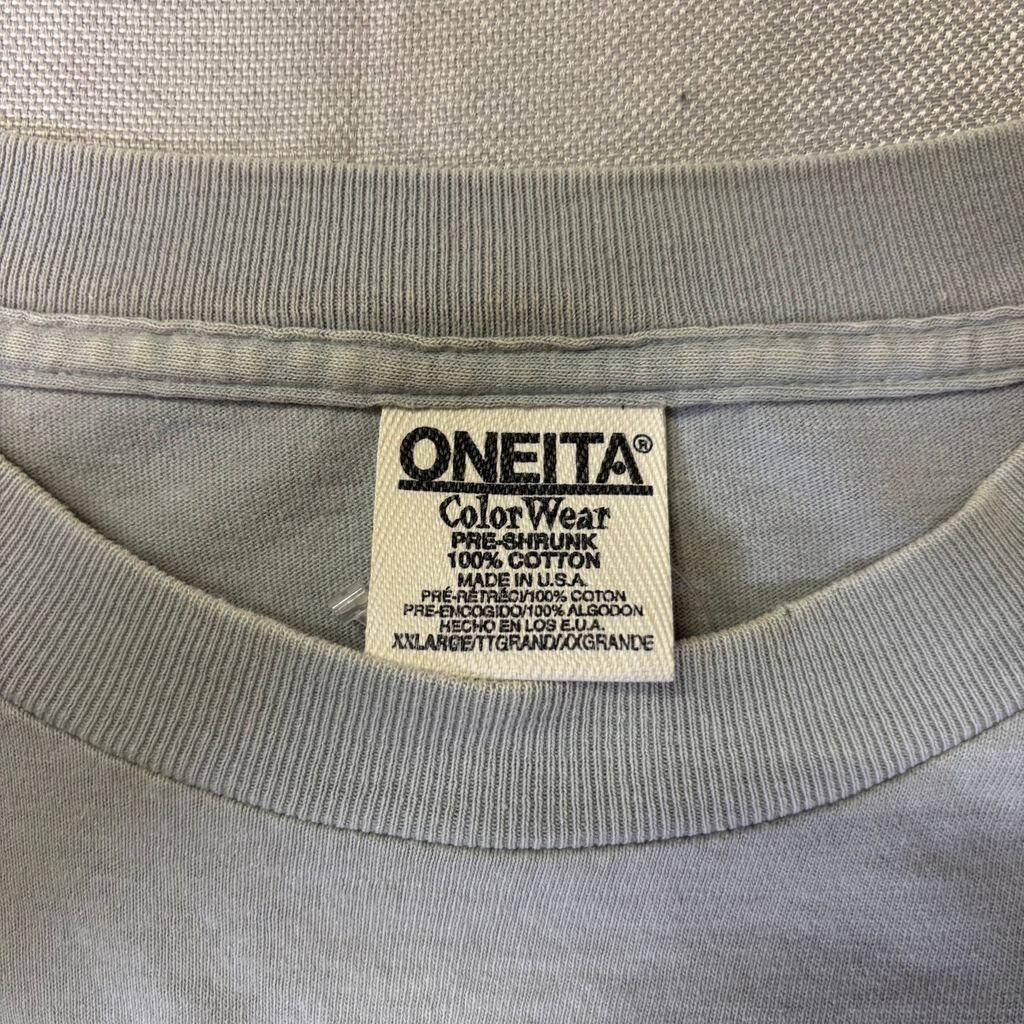 ONEITA®
ColorWear
PRE-SHRUNK
100% COTTON
MADE IN U.S.A.
PRÉ-RÉTRÉCI/100% COTON
PRE-ENCOGIDO/100% ALGODON
HECHO EN LOS E.U.A.
XXLARGE/TTGRAND/XXGRANDE